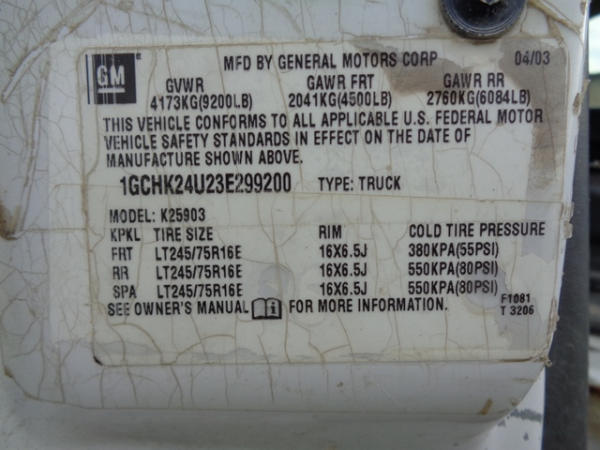 GM
MFD BY GENERAL MOTORS CORP 04/03
GVWR GAWR FRT GAWR RR
4173KG(9200LB) 2041KG(4500LB) 2760KG(6084LB)
THIS VEHICLE CONFORMS TO ALL APPLICABLE U.S. FEDERAL MOTOR
VEHICLE SAFETY STANDARDS IN EFFECT ON THE DATE OF
MANUFACTURE SHOWN ABOVE.
1GCHK24U23E299200 TYPE: TRUCK
MODEL: K25903
KPKL TIRE SIZE RIM COLD TIRE PRESSURE
FRT LT245/75R16E 16X6.5J 380KPA(55PSI)
RR LT245/75R16E 16X6.5J 550KPA(80PSI)
SPA LT245/75R16E 16X6.5J 550KPA(80PSI)
SEE OWNER'S MANUAL FOR MORE INFORMATION.
F1081
T 3206